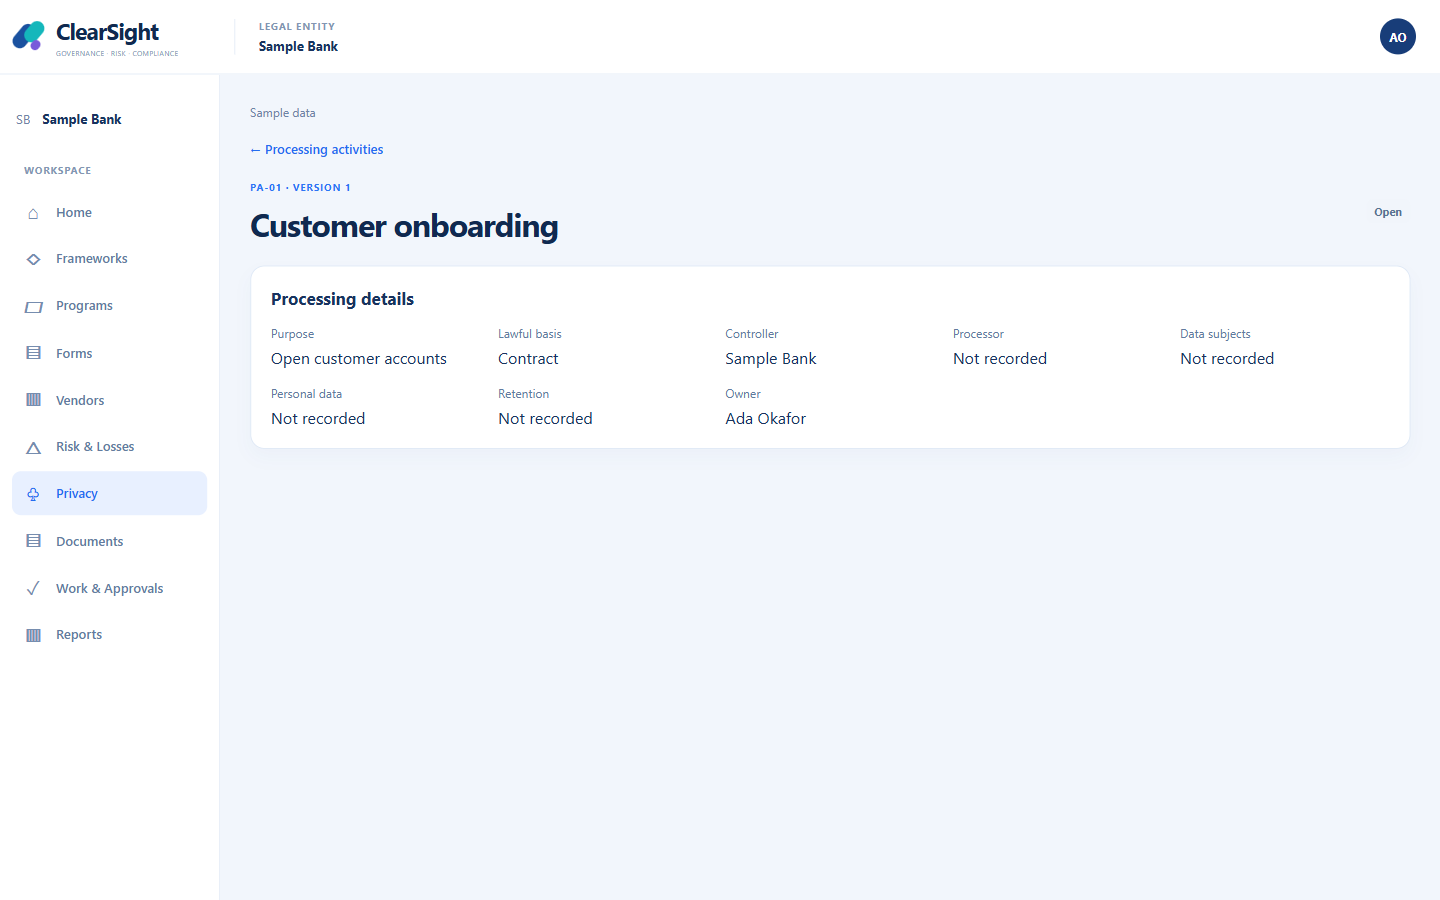 ClearSight
GOVERNANCE · RISK · COMPLIANCE
LEGAL ENTITY
Sample Bank
AO
SB Sample Bank
WORKSPACE
Home
Frameworks
Programs
Forms
Vendors
Risk & Losses
Privacy
Documents
Work & Approvals
Reports
Sample data
← Processing activities
PA-01 · VERSION 1
Customer onboarding
Open
Processing details
Purpose Lawful basis Controller Processor Data subjects
Open customer accounts Contract Sample Bank Not recorded Not recorded
Personal data Retention Owner
Not recorded Not recorded Ada Okafor